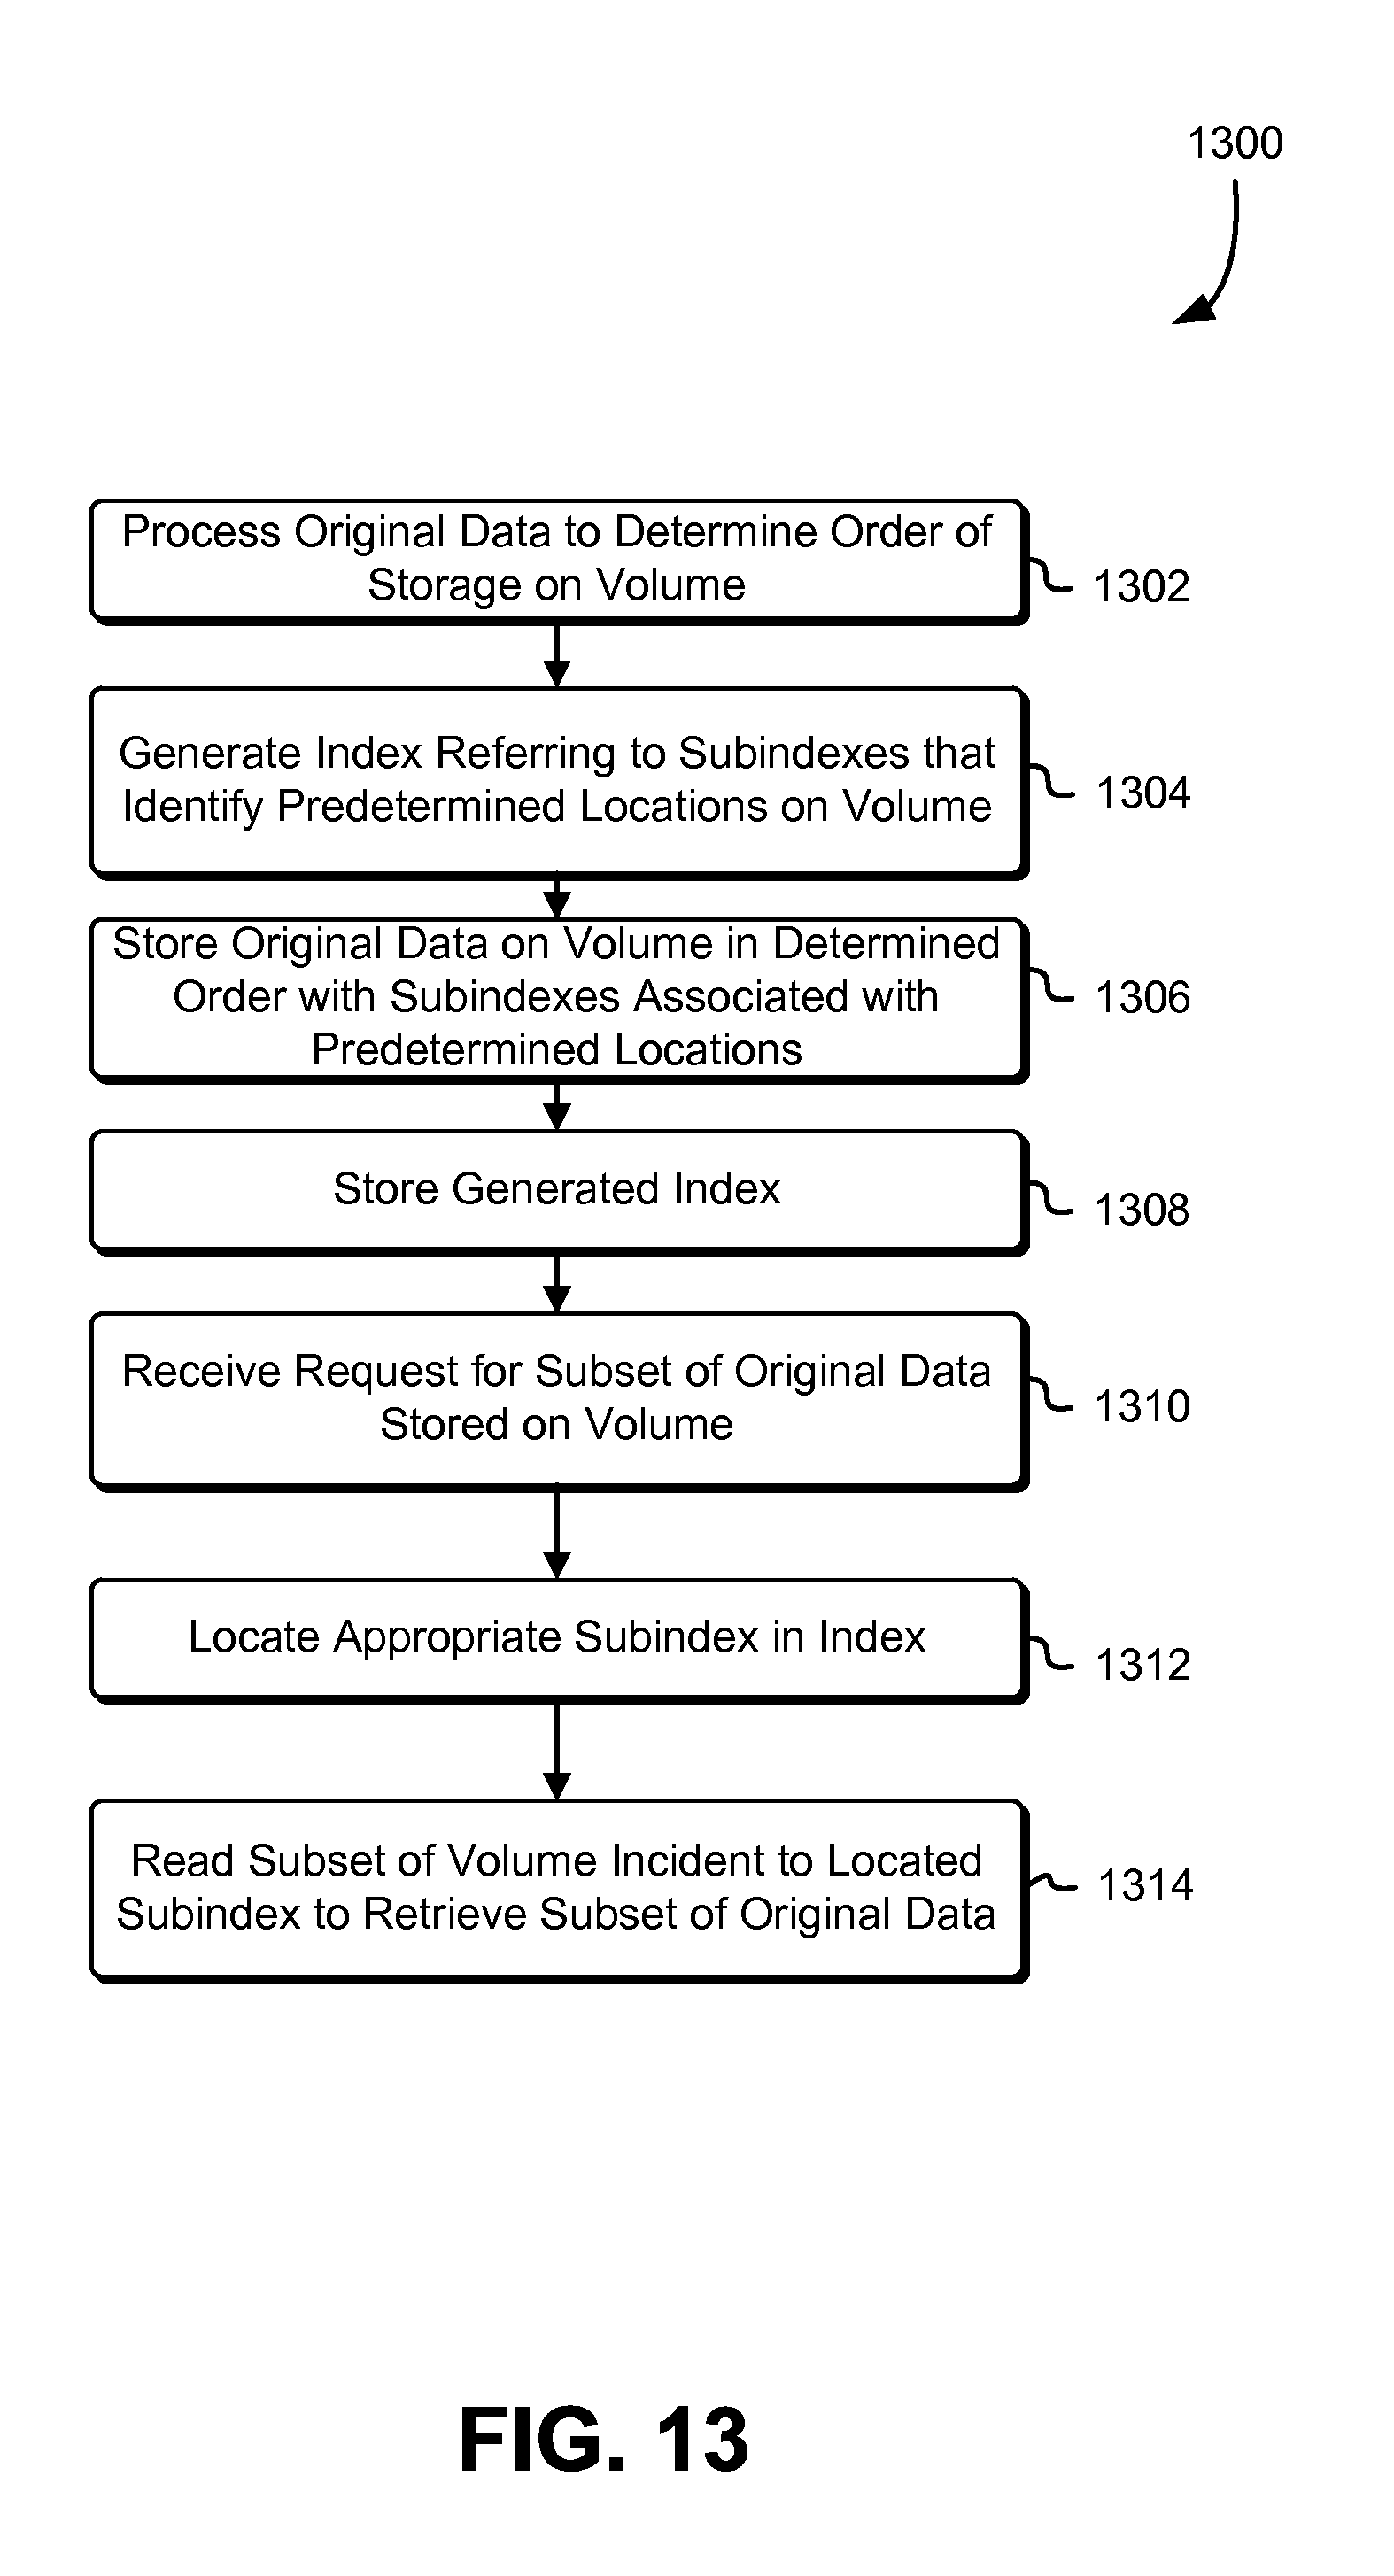 1300
Process Original Data to Determine Order of
Storage on Volume
1302
Generate Index Referring to Subindexes that
Identify Predetermined Locations on Volume
1304
Store Original Data on Volume in Determined
Order with Subindexes Associated with
Predetermined Locations
1306
Store Generated Index
1308
Receive Request for Subset of Original Data
Stored on Volume
1310
Locate Appropriate Subindex in Index
1312
Read Subset of Volume Incident to Located
Subindex to Retrieve Subset of Original Data
1314
FIG. 13